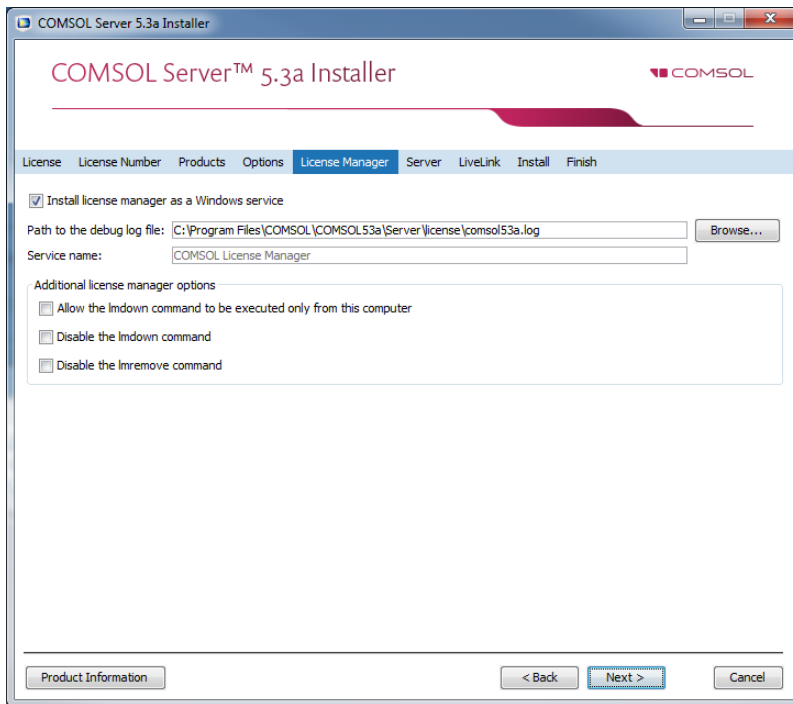 COMSOL Server 5.3a Installer
COMSOL Server™ 5.3a Installer
COMSOL
License License Number Products Options License Manager Server LiveLink Install Finish
Install license manager as a Windows service
Path to the debug log file: C:\Program Files\COMSOL\COMSOL53a\Server\license\comsol53a.log Browse...
Service name: COMSOL License Manager
Additional license manager options
Allow the lmdown command to be executed only from this computer
Disable the lmdown command
Disable the lmremove command
Product Information < Back Next > Cancel